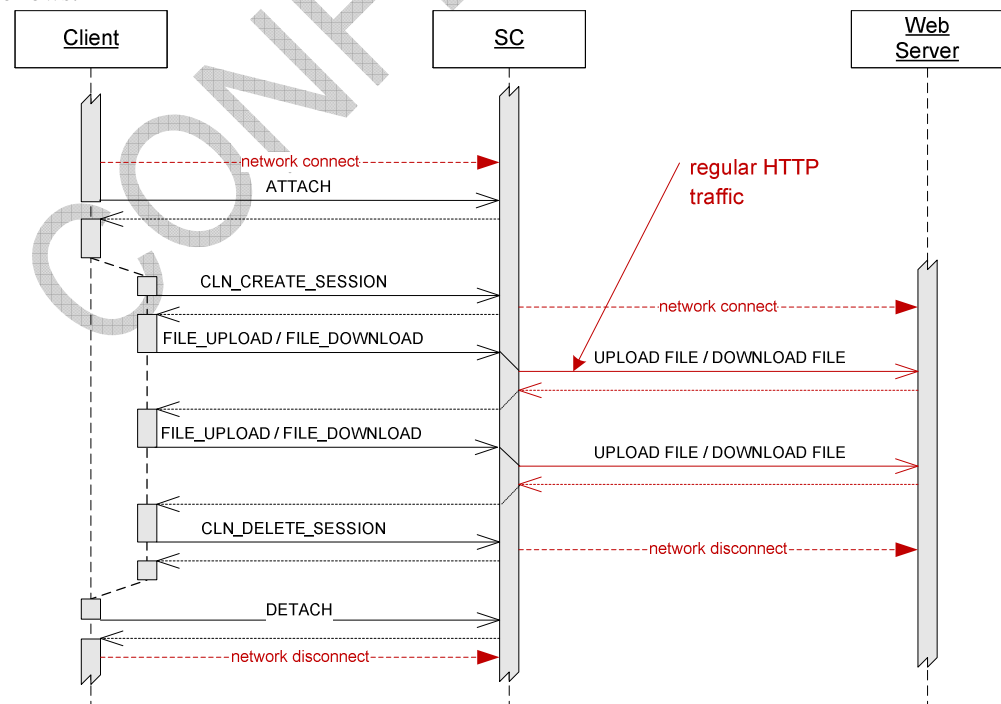 Client
SC
Web
Server
network connect
ATTACH
regular HTTP
traffic
CLN_CREATE_SESSION
network connect
FILE_UPLOAD / FILE_DOWNLOAD
UPLOAD FILE / DOWNLOAD FILE
FILE_UPLOAD / FILE_DOWNLOAD
UPLOAD FILE / DOWNLOAD FILE
CLN_DELETE_SESSION
network disconnect
DETACH
network disconnect